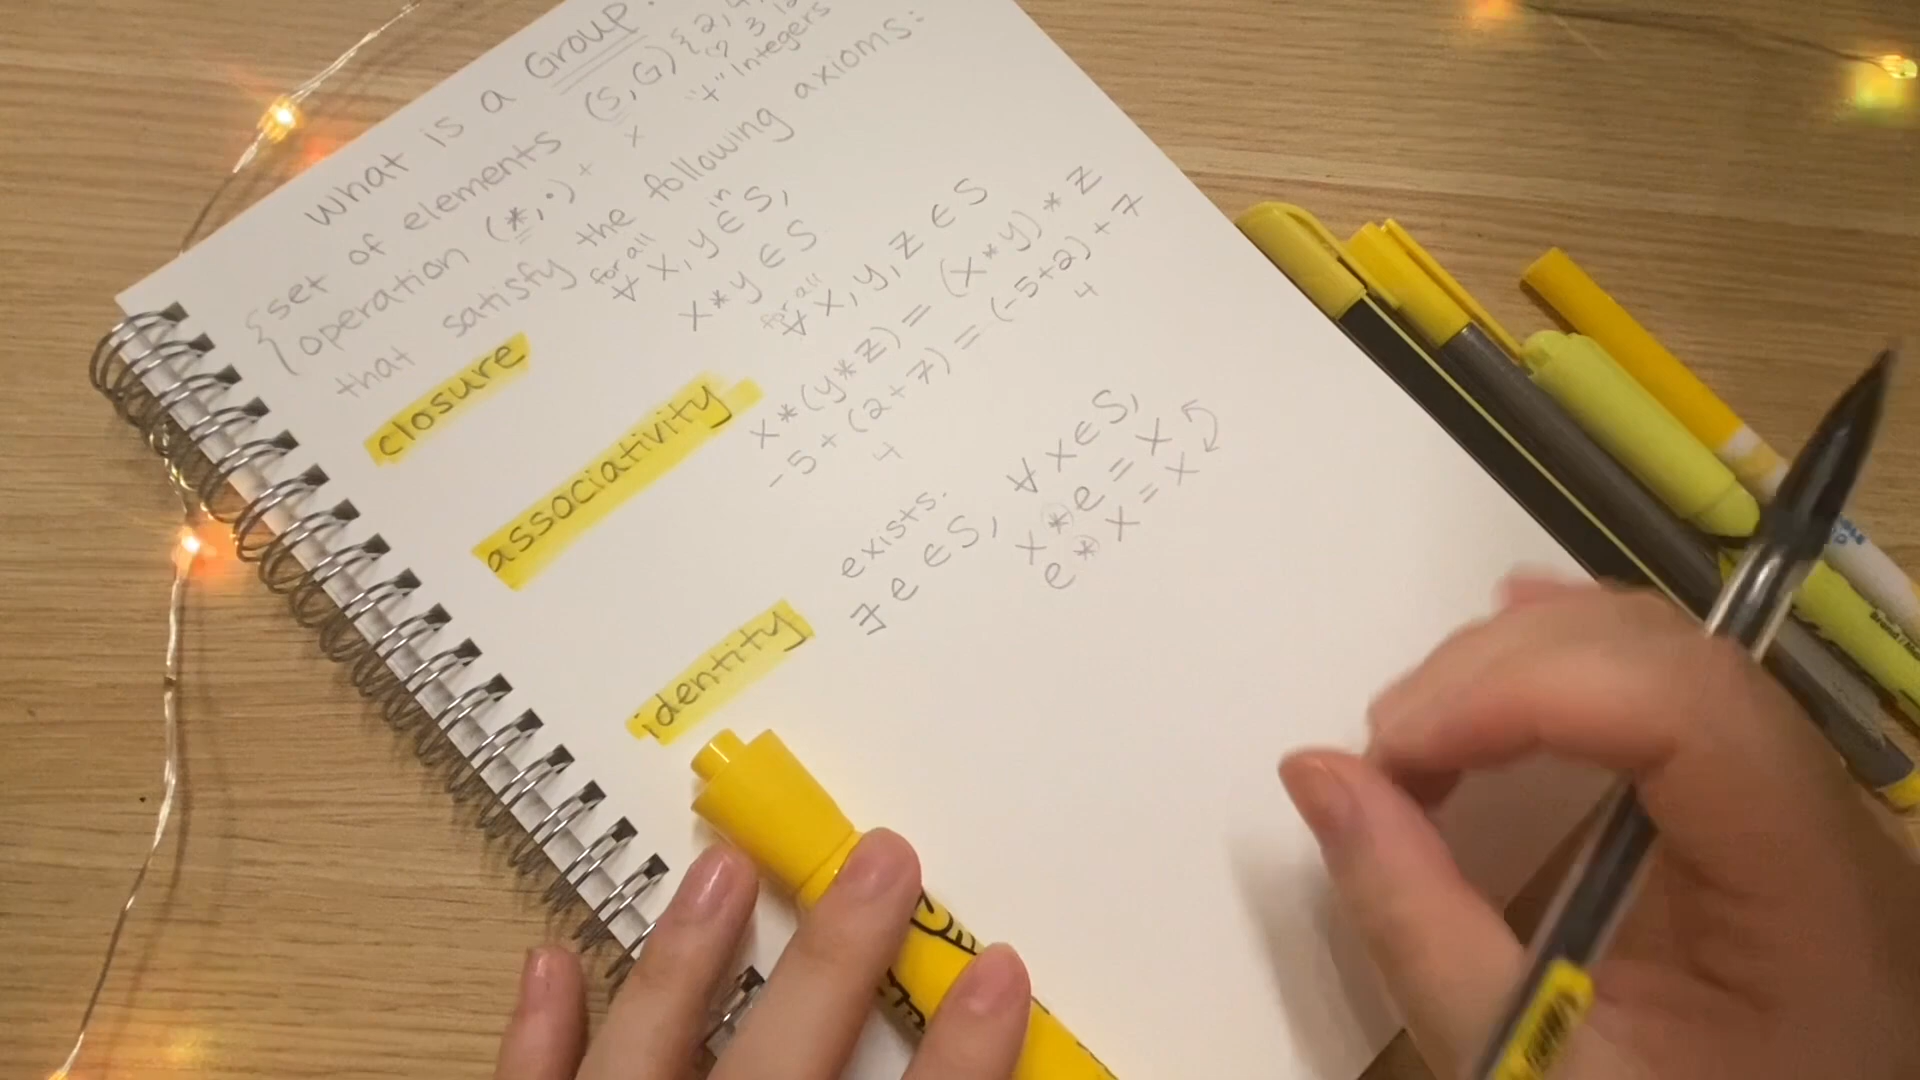 What is a Group
set of elements (S, G) {2,
"+" Integers
operation (*, ·) + x
that satisfy the following axioms:
closure
for all in
∀ x, y ∈ S,
x * y ∈ S
associativity
for all
∀ x, y, z ∈ S
x * (y * z) = (x * y) * z
-5 + (2 + 7) = (-5 + 2) + 7
4 4
identity
exists.
∃ e ∈ S, ∀ x ∈ S,
x * e = x
e * x = x